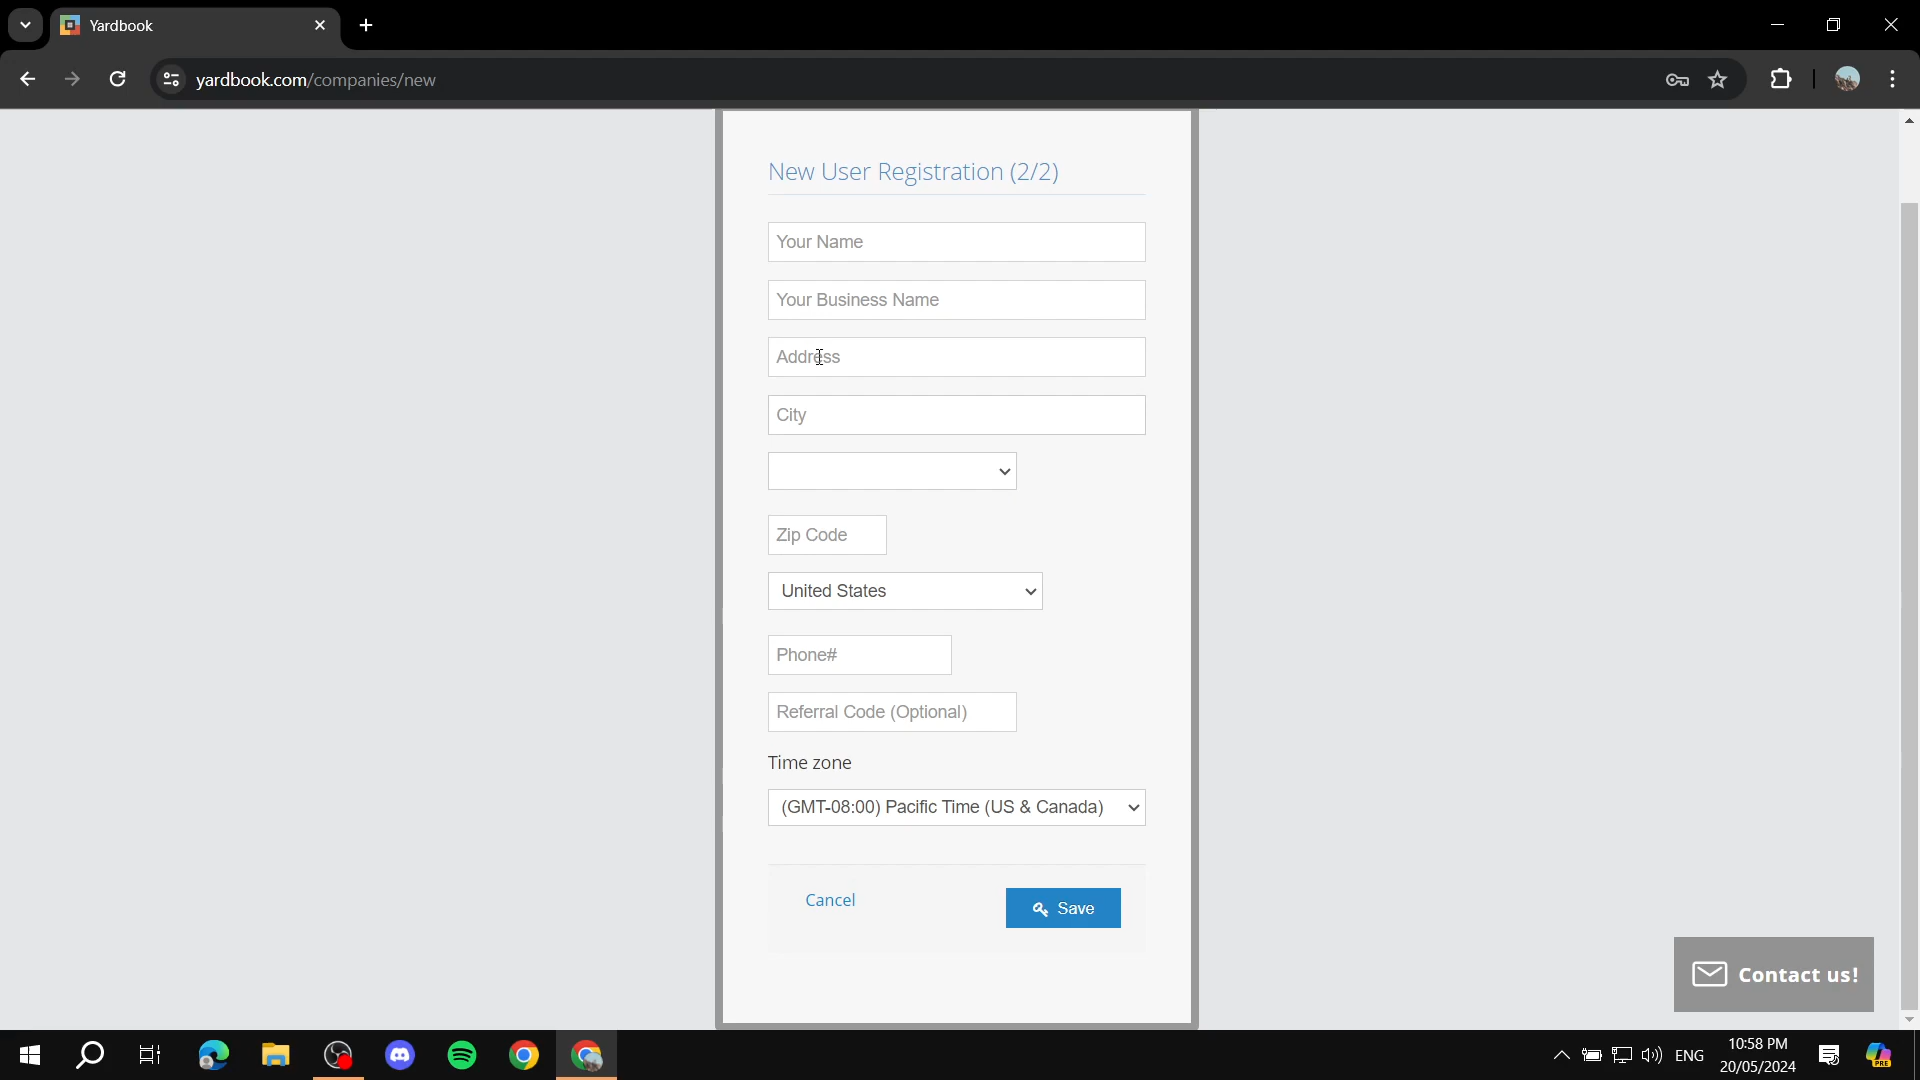 Yardbook
yardbook.com/companies/new
New User Registration (2/2)
Your Name
Your Business Name
Address
City
Zip Code
United States
Phone#
Referral Code (Optional)
Time zone
(GMT-08:00) Pacific Time (US & Canada)
Cancel
Save
Contact us!
ENG
10:58 PM
20/05/2024
PRE